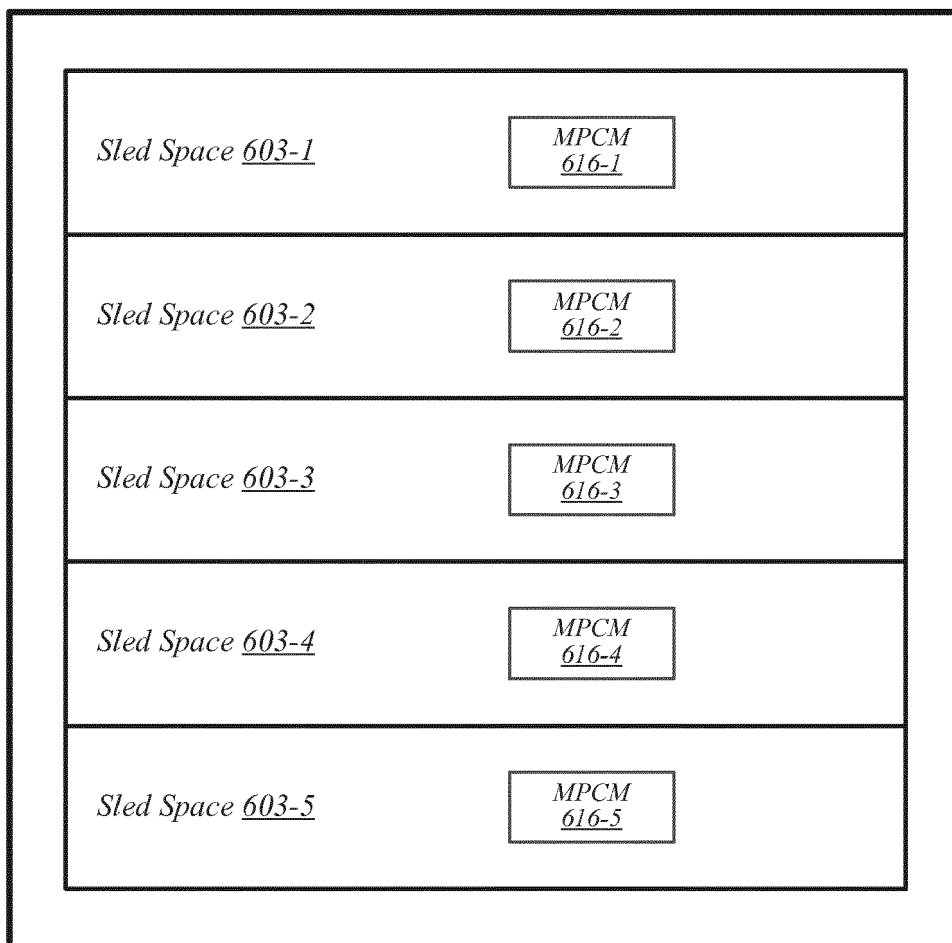 Sled Space 603-1
MPCM
616-1
Sled Space 603-2
MPCM
616-2
Sled Space 603-3
MPCM
616-3
Sled Space 603-4
MPCM
616-4
Sled Space 603-5
MPCM
616-5